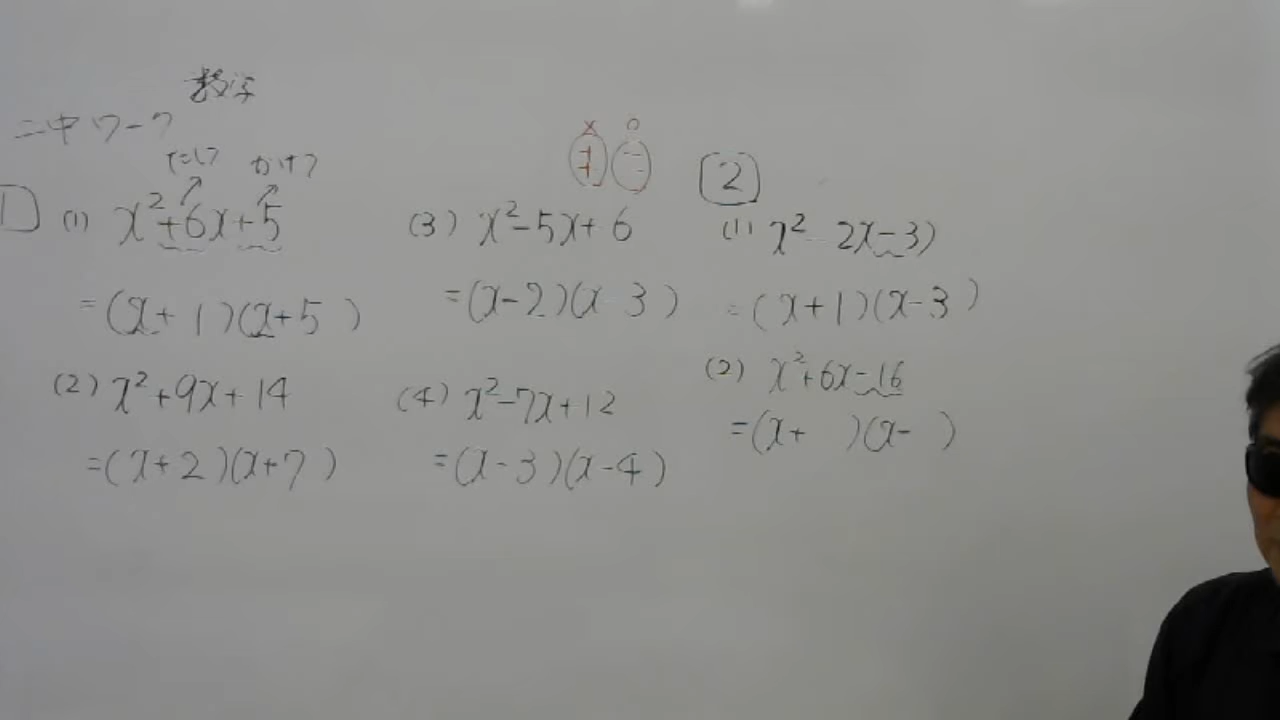 数学
二中ワーク
たして かけて
1 (1) x²+6x+5
=(x+1)(x+5)
(2) x²+9x+14
=(x+2)(x+7)
(3) x²-5x+6
=(x-2)(x 3)
(4) x²-7x+12
=(x-3)(x-4)
× ○
+ -
+ -
2
(1) x² 2x-3)
=(x+1)(x-3)
(2) x²+6x-16
=(x+ )(x- )